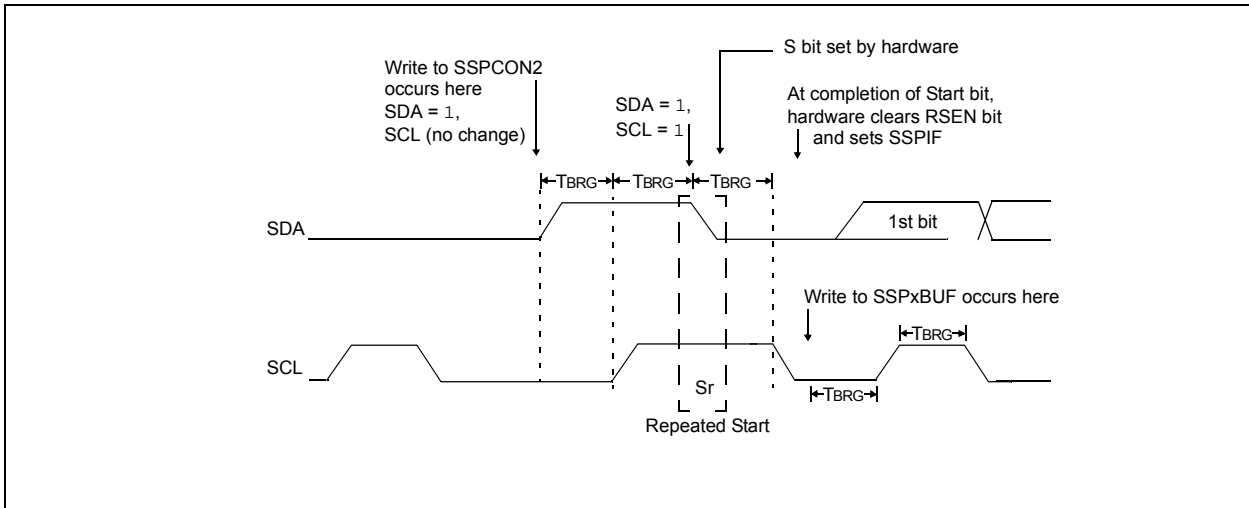 S bit set by hardware
Write to SSPCON2
occurs here
SDA = 1,
SCL (no change)
SDA = 1,
SCL = 1
At completion of Start bit,
hardware clears RSEN bit
and sets SSPIF
TBRG TBRG TBRG
SDA
1st bit
Write to SSPxBUF occurs here
TBRG
SCL
Sr
TBRG
Repeated Start